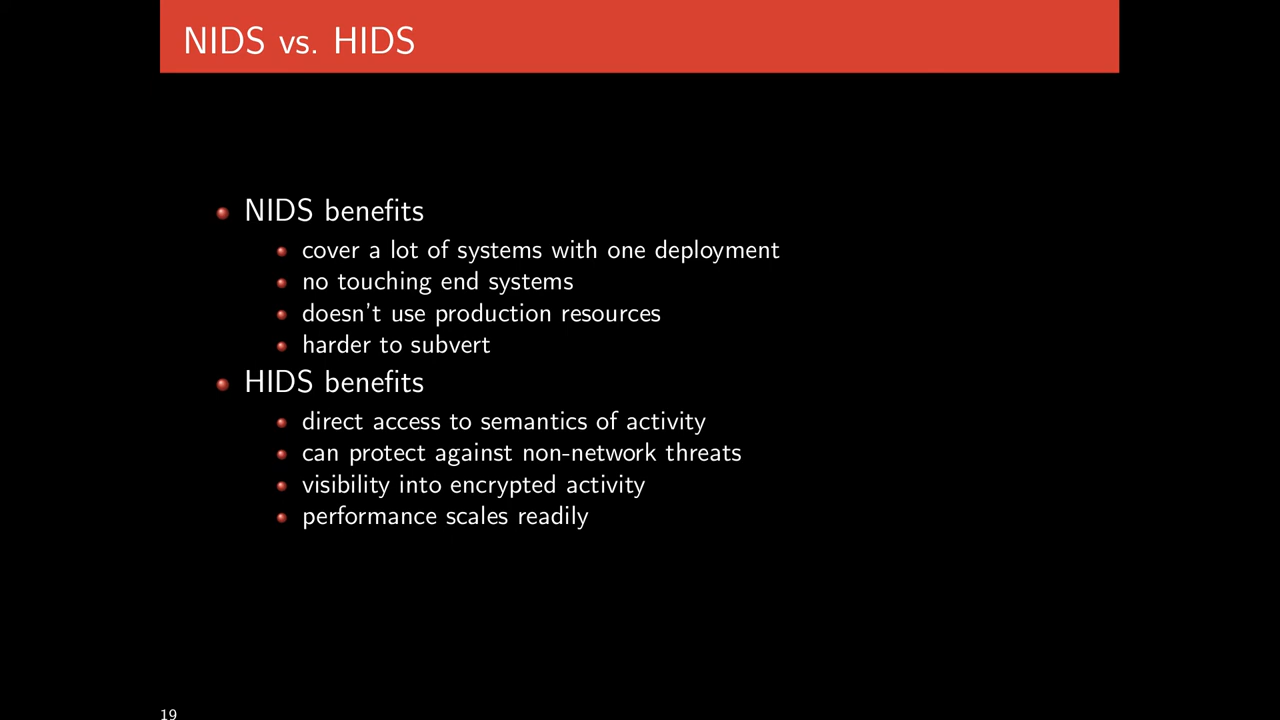 NIDS vs. HIDS
NIDS benefits
cover a lot of systems with one deployment
no touching end systems
doesn't use production resources
harder to subvert
HIDS benefits
direct access to semantics of activity
can protect against non-network threats
visibility into encrypted activity
performance scales readily
19